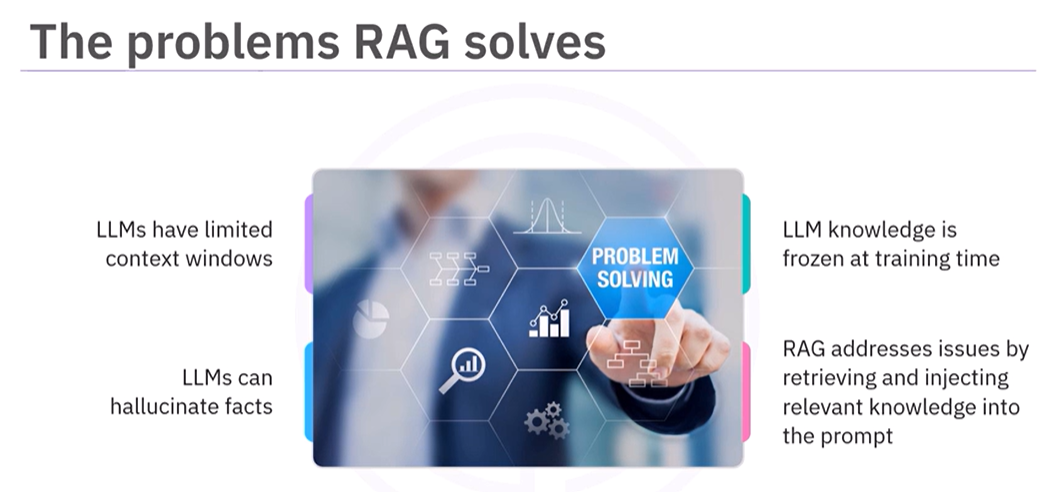 The problems RAG solves
LLMs have limited
context windows
LLMs can
hallucinate facts
PROBLEM
SOLVING
LLM knowledge is
frozen at training time
RAG addresses issues by
retrieving and injecting
relevant knowledge into
the prompt